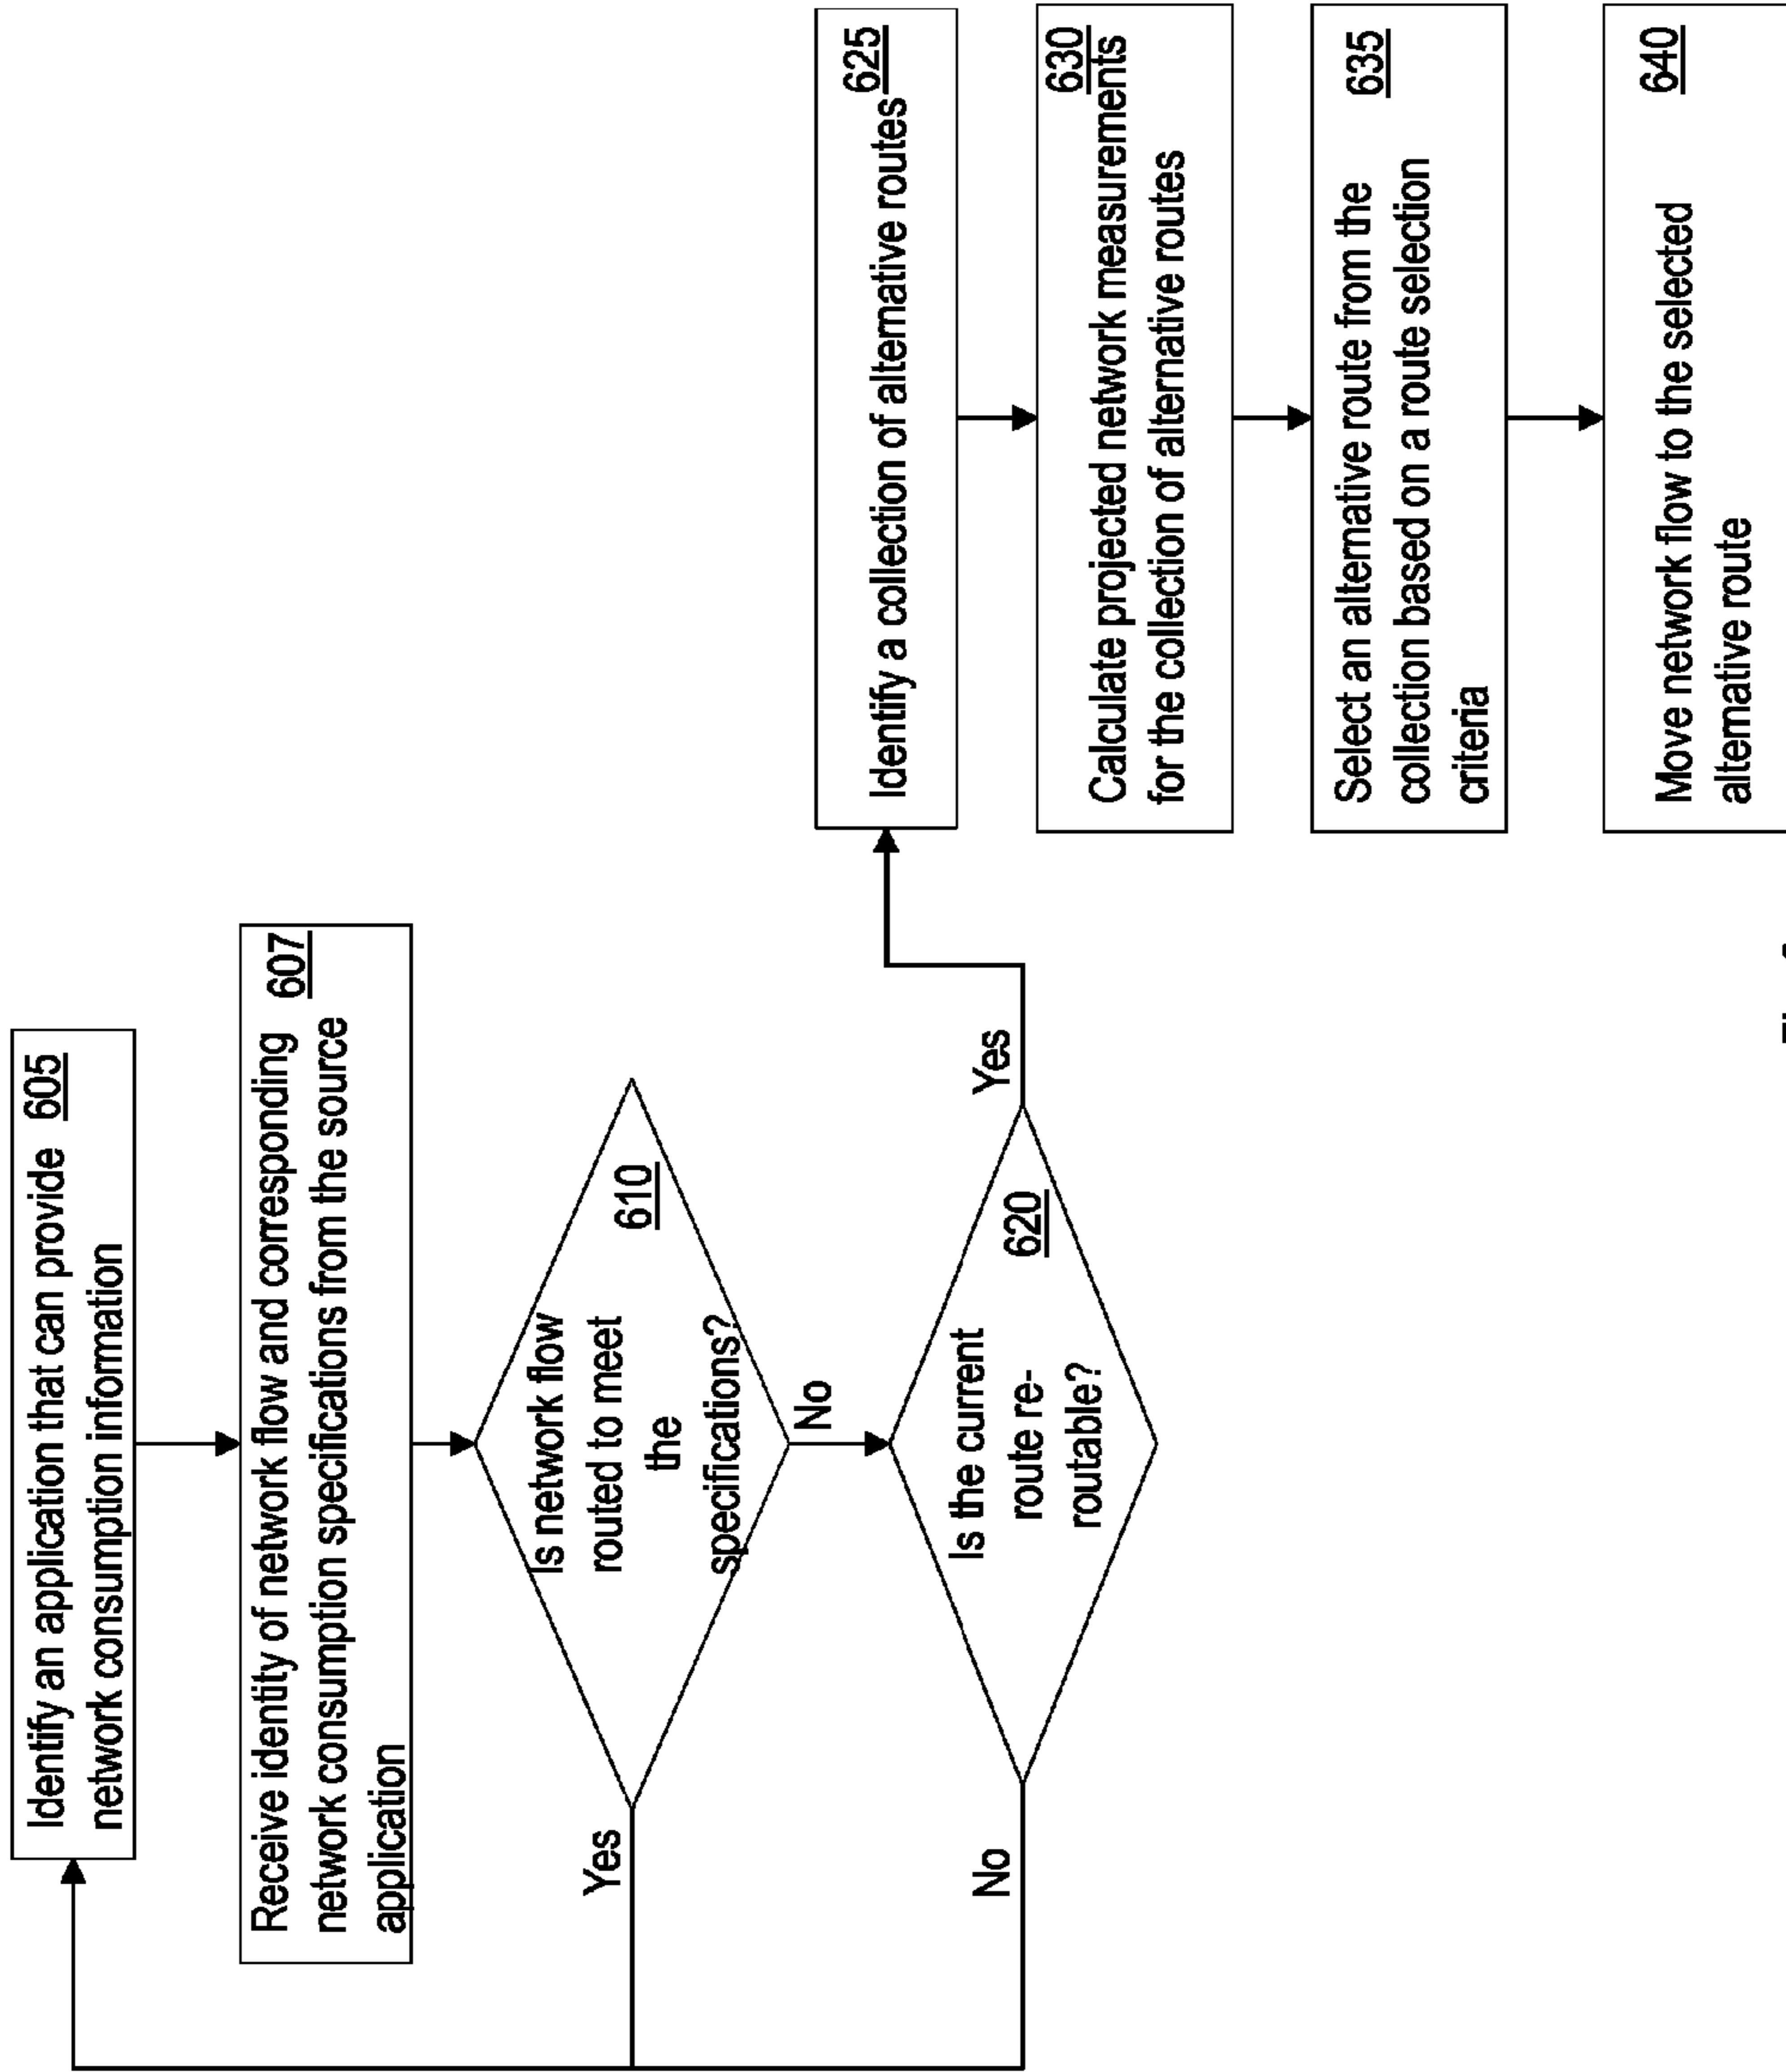 Identify an application that can provide 605
network consumption information
Receive identity of network flow and corresponding 607
network consumption specifications from the source
application
Is network flow
routed to meet 610
the
specifications?
Yes
No
Is the current
route re- 620
routable?
No
Yes
625
Identify a collection of alternative routes
630
Calculate projected network measurements
for the collection of alternative routes
Select an alternative route from the 635
collection based on a route selection
criteria
Move network flow to the selected 640
alternative route